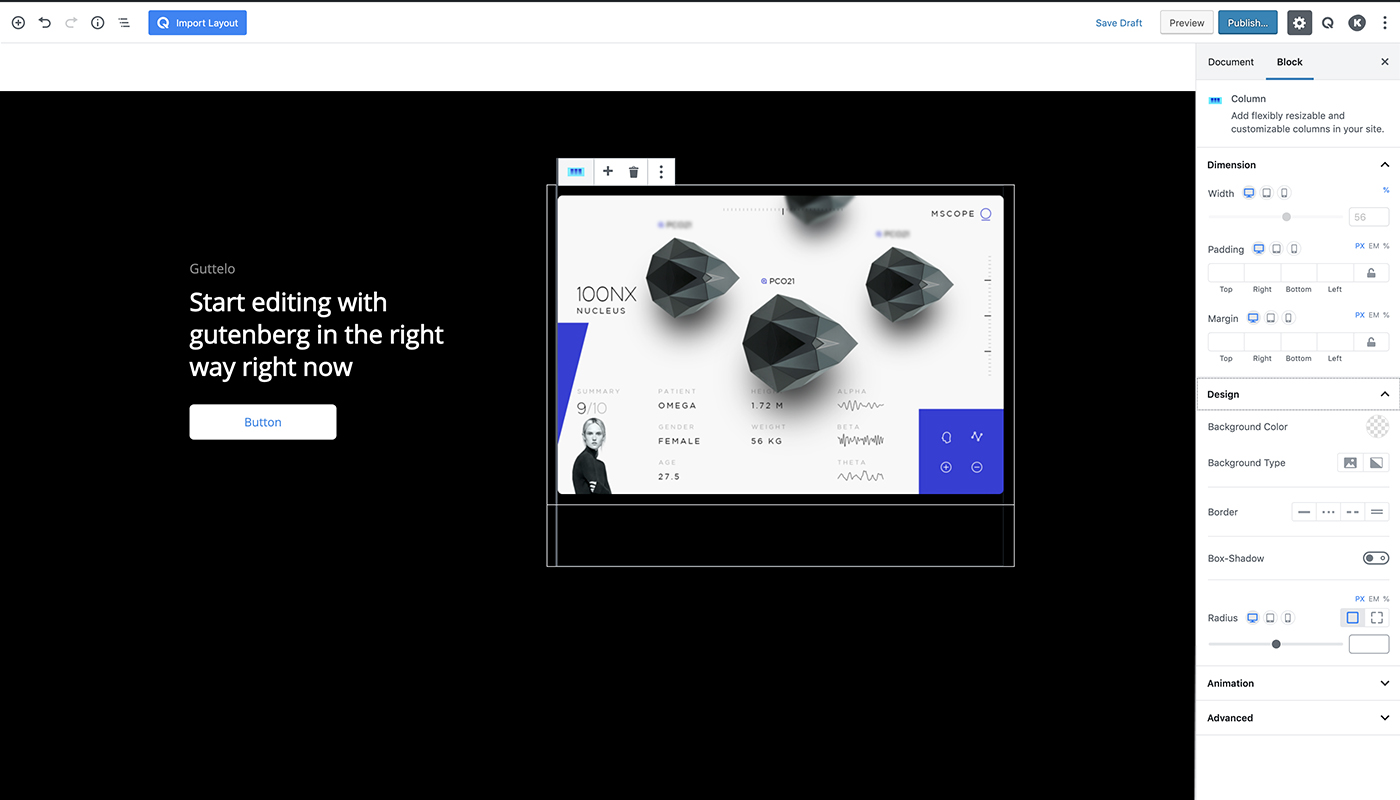 Import Layout
Save Draft
Preview
Publish...
K
Document
Block
Column
Add flexibly resizable and
customizable columns in your site.
Dimension
Width
%
56
Padding
PX EM %
Top Right Bottom Left
Margin
PX EM %
Top Right Bottom Left
Design
Background Color
Background Type
Border
Box-Shadow
PX EM %
Radius
Animation
Advanced
Guttelo
Start editing with
gutenberg in the right
way right now
Button
MSCOPE
PCO21
PCO21
PCO21
100NX
NUCLEUS
SUMMARY
9/10
PATIENT
OMEGA
GENDER
FEMALE
AGE
27.5
1.72 M
WEIGHT
56 KG
ALPHA
BETA
THETA